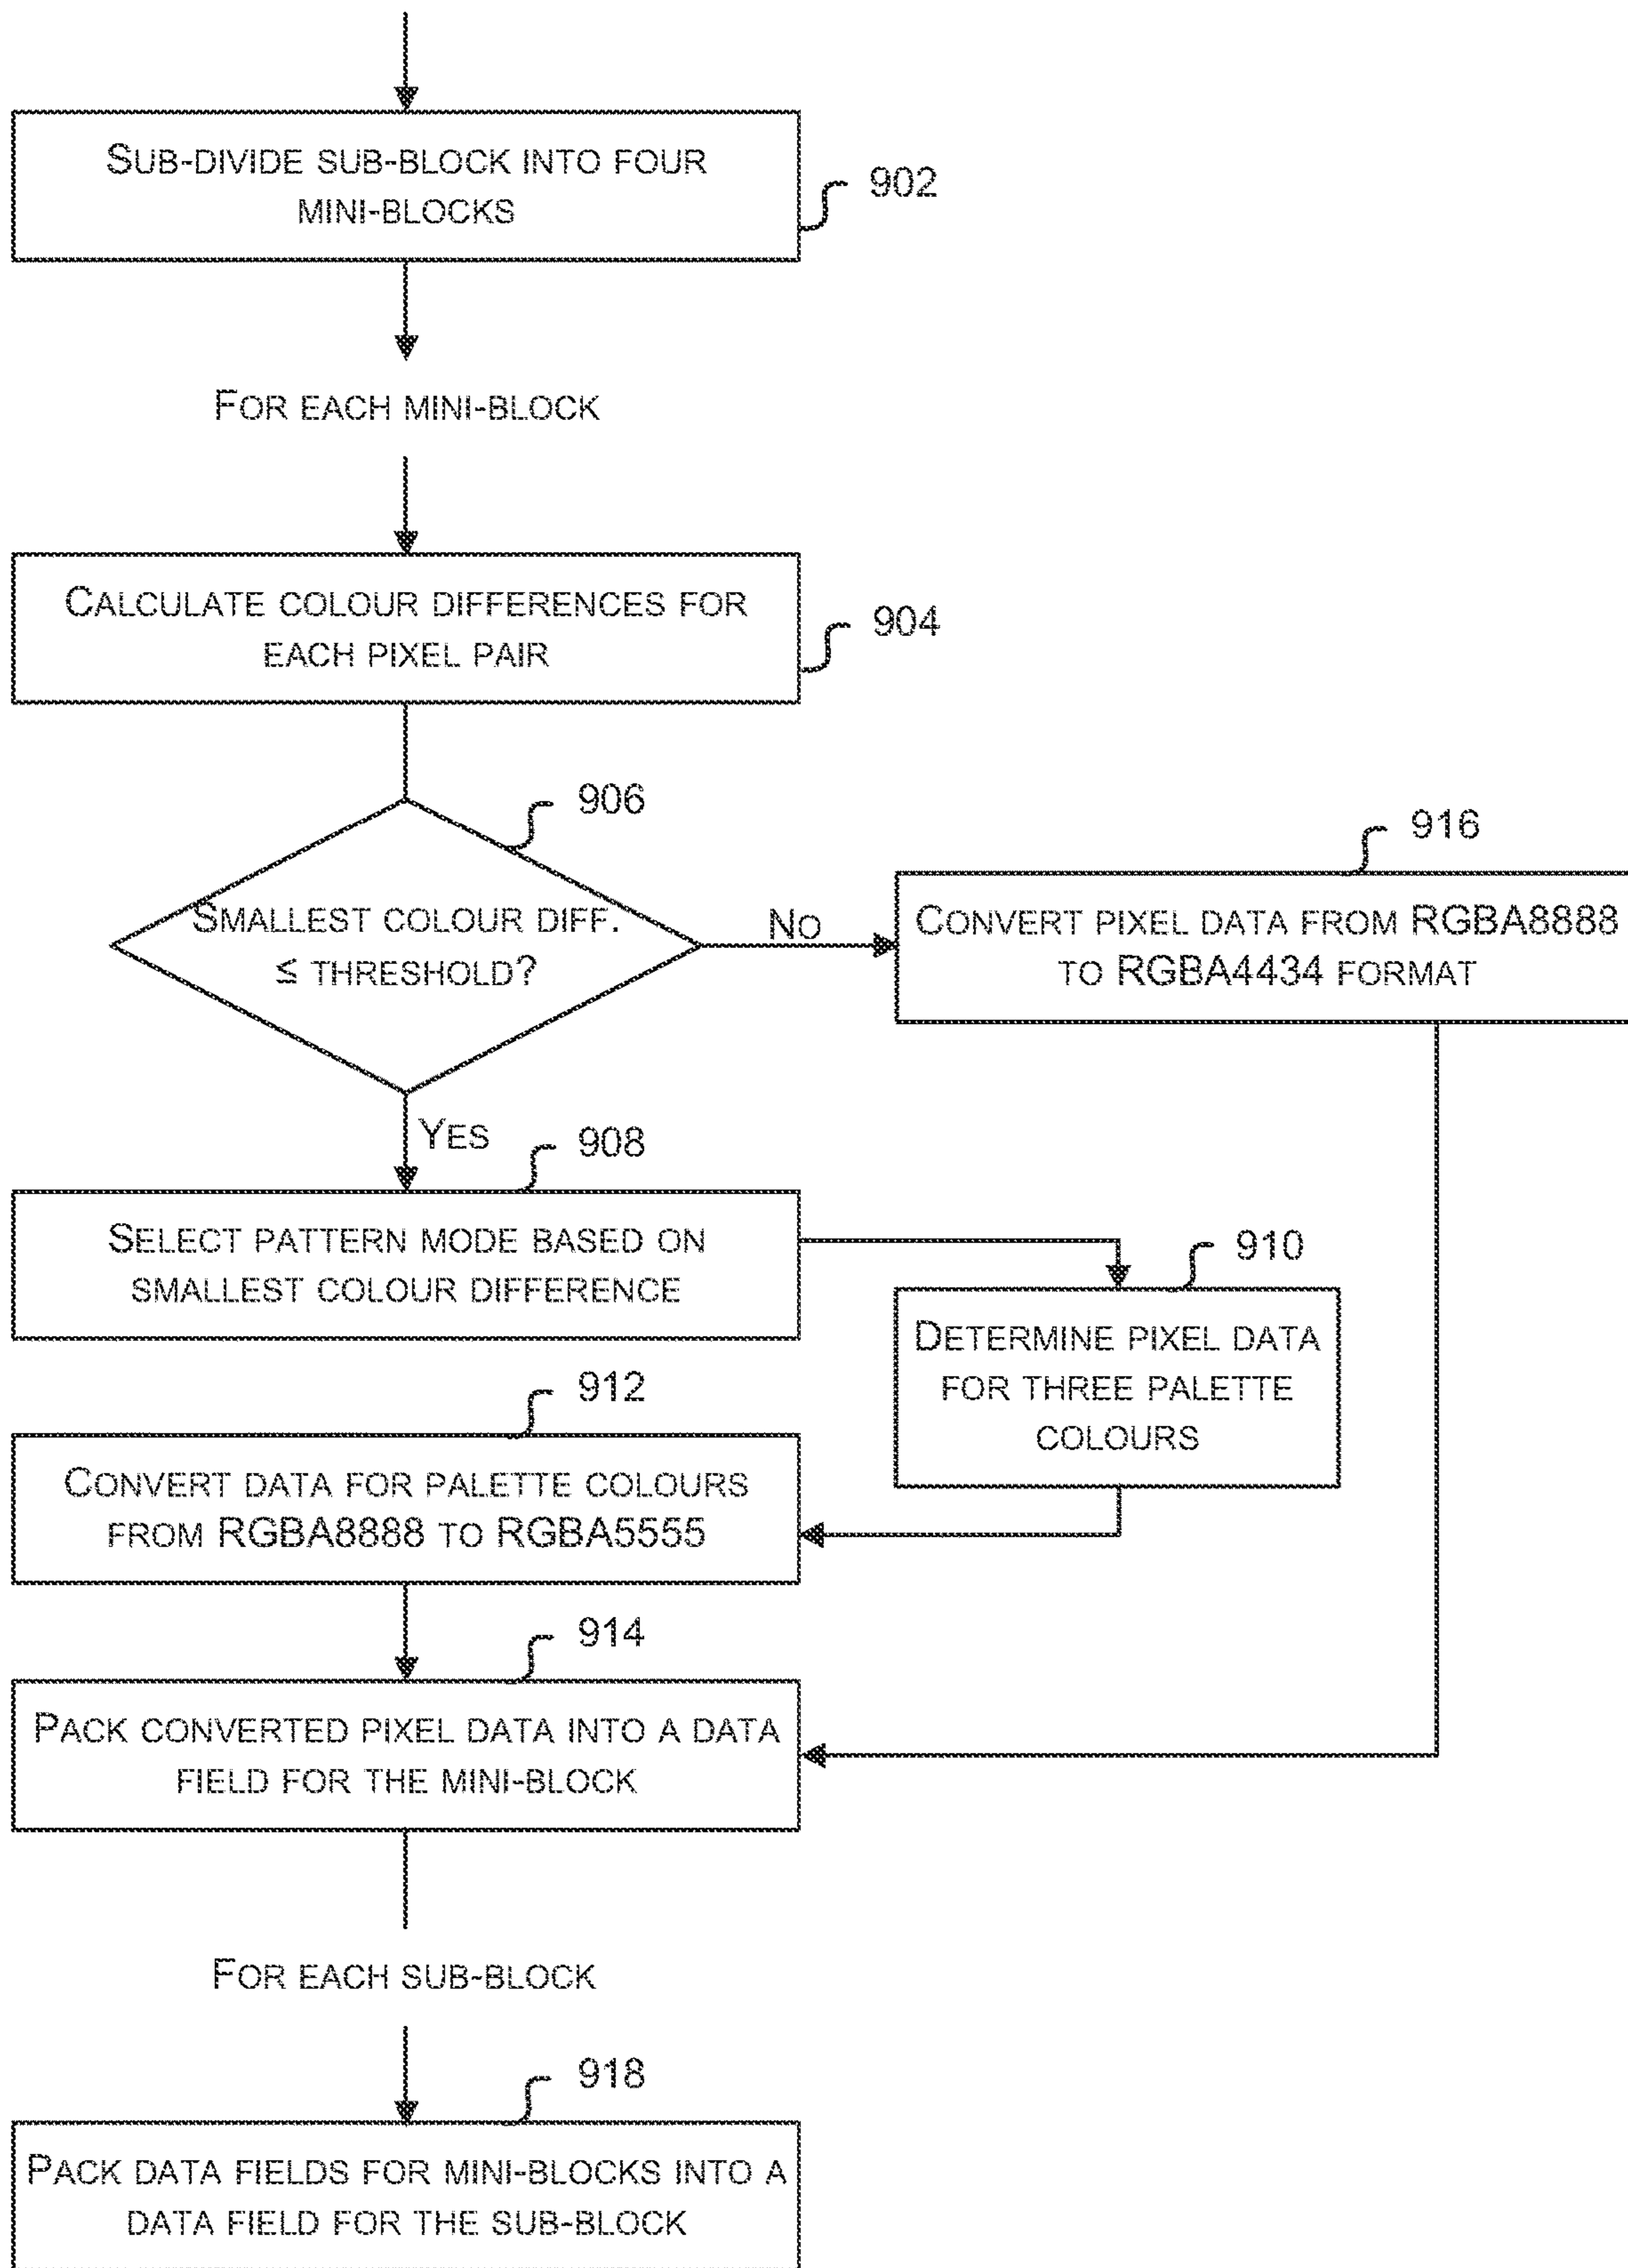 SUB-DIVIDE SUB-BLOCK INTO FOUR
MINI-BLOCKS
902
FOR EACH MINI-BLOCK
CALCULATE COLOUR DIFFERENCES FOR
EACH PIXEL PAIR
904
906
SMALLEST COLOUR DIFF.
≤ THRESHOLD?
NO
916
CONVERT PIXEL DATA FROM RGBA8888
TO RGBA4434 FORMAT
YES
908
SELECT PATTERN MODE BASED ON
SMALLEST COLOUR DIFFERENCE
910
DETERMINE PIXEL DATA
FOR THREE PALETTE
COLOURS
912
CONVERT DATA FOR PALETTE COLOURS
FROM RGBA8888 TO RGBA5555
914
PACK CONVERTED PIXEL DATA INTO A DATA
FIELD FOR THE MINI-BLOCK
FOR EACH SUB-BLOCK
918
PACK DATA FIELDS FOR MINI-BLOCKS INTO A
DATA FIELD FOR THE SUB-BLOCK